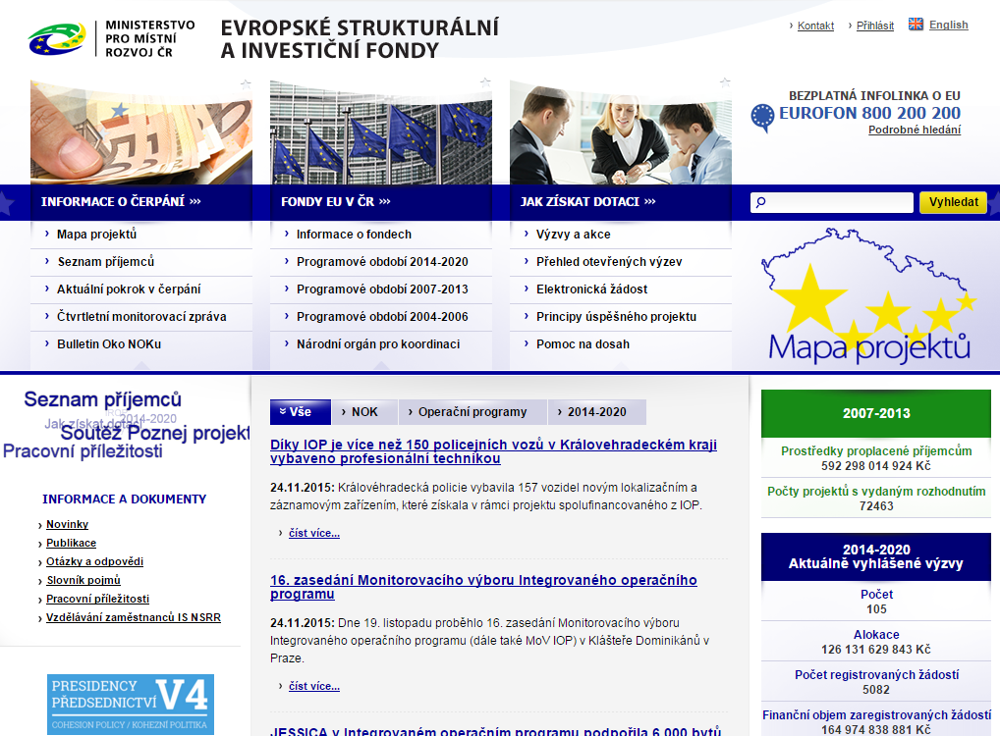 MINISTERSTVO
PRO MÍSTNÍ
ROZVOJ ČR
EVROPSKÉ STRUKTURÁLNÍ
A INVESTIČNÍ FONDY
› Kontakt
› Přihlásit
English
BEZPLATNÁ INFOLINKA O EU
EUROFON 800 200 200
Podrobné hledání
INFORMACE O ČERPÁNÍ »›
FONDY EU V ČR »›
JAK ZÍSKAT DOTACI »›
Vyhledat
› Mapa projektů
› Seznam příjemců
› Aktuální pokrok v čerpání
› Čtvrtletní monitorovací zpráva
› Bulletin Oko NOKu
› Informace o fondech
› Programové období 2014-2020
› Programové období 2007-2013
› Programové období 2004-2006
› Národní orgán pro koordinaci
› Výzvy a akce
› Přehled otevřených výzev
› Elektronická žádost
› Principy úspěšného projektu
› Pomoc na dosah
Mapa projektů
Seznam příjemců
2014-2020
Jak získat dotaci
Soutěž Poznej projekt
Pracovní příležitosti
INFORMACE A DOKUMENTY
› Novinky
› Publikace
› Otázky a odpovědi
› Slovník pojmů
› Pracovní příležitosti
› Vzdělávání zaměstnanců IS NSRR
PRESIDENCY
PŘEDSEDNICTVÍ V4
COHESION POLICY / KOHEZNÍ POLITIKA
Vše
› NOK
› Operační programy
› 2014-2020
Díky IOP je více než 150 policejních vozů v Královehradeckém kraji
vybaveno profesionální technikou
24.11.2015: Královéhradecká policie vybavila 157 vozidel novým lokalizačním a
záznamovým zařízením, které získala v rámci projektu spolufinancovaného z IOP.
› číst více...
16. zasedání Monitorovacího výboru Integrovaného operačního
programu
24.11.2015: Dne 19. listopadu proběhlo 16. zasedání Monitorovacího výboru
Integrovaného operačního programu (dále také MoV IOP) v Klášteře Dominikánů v
Praze.
› číst více...
JESSICA v Integrovaném operačním programu podpořila 6 000 bytů
2007-2013
Prostředky proplacené příjemcům
592 298 014 924 Kč
Počty projektů s vydaným rozhodnutím
72463
2014-2020
Aktuálně vyhlášené výzvy
Počet
105
Alokace
126 131 629 843 Kč
Počet registrovaných žádostí
5082
Finanční objem zaregistrovaných žádostí
164 974 838 881 Kč